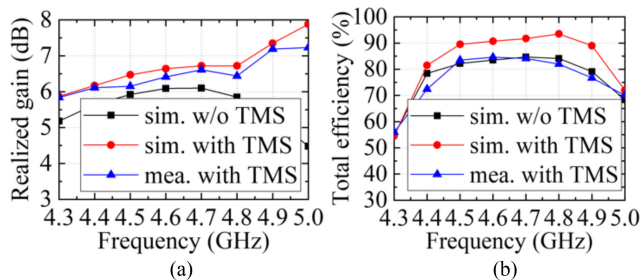 Realized gain (dB)
8
7
6
5
4
3
sim. w/o TMS
sim. with TMS
mea. with TMS
4.3 4.4 4.5 4.6 4.7 4.8 4.9 5.0
Frequency (GHz)
(a)
Total efficiency (%)
100
90
80
70
60
50
40
30
sim. w/o TMS
sim. with TMS
mea. with TMS
4.3 4.4 4.5 4.6 4.7 4.8 4.9 5.0
Frequency (GHz)
(b)